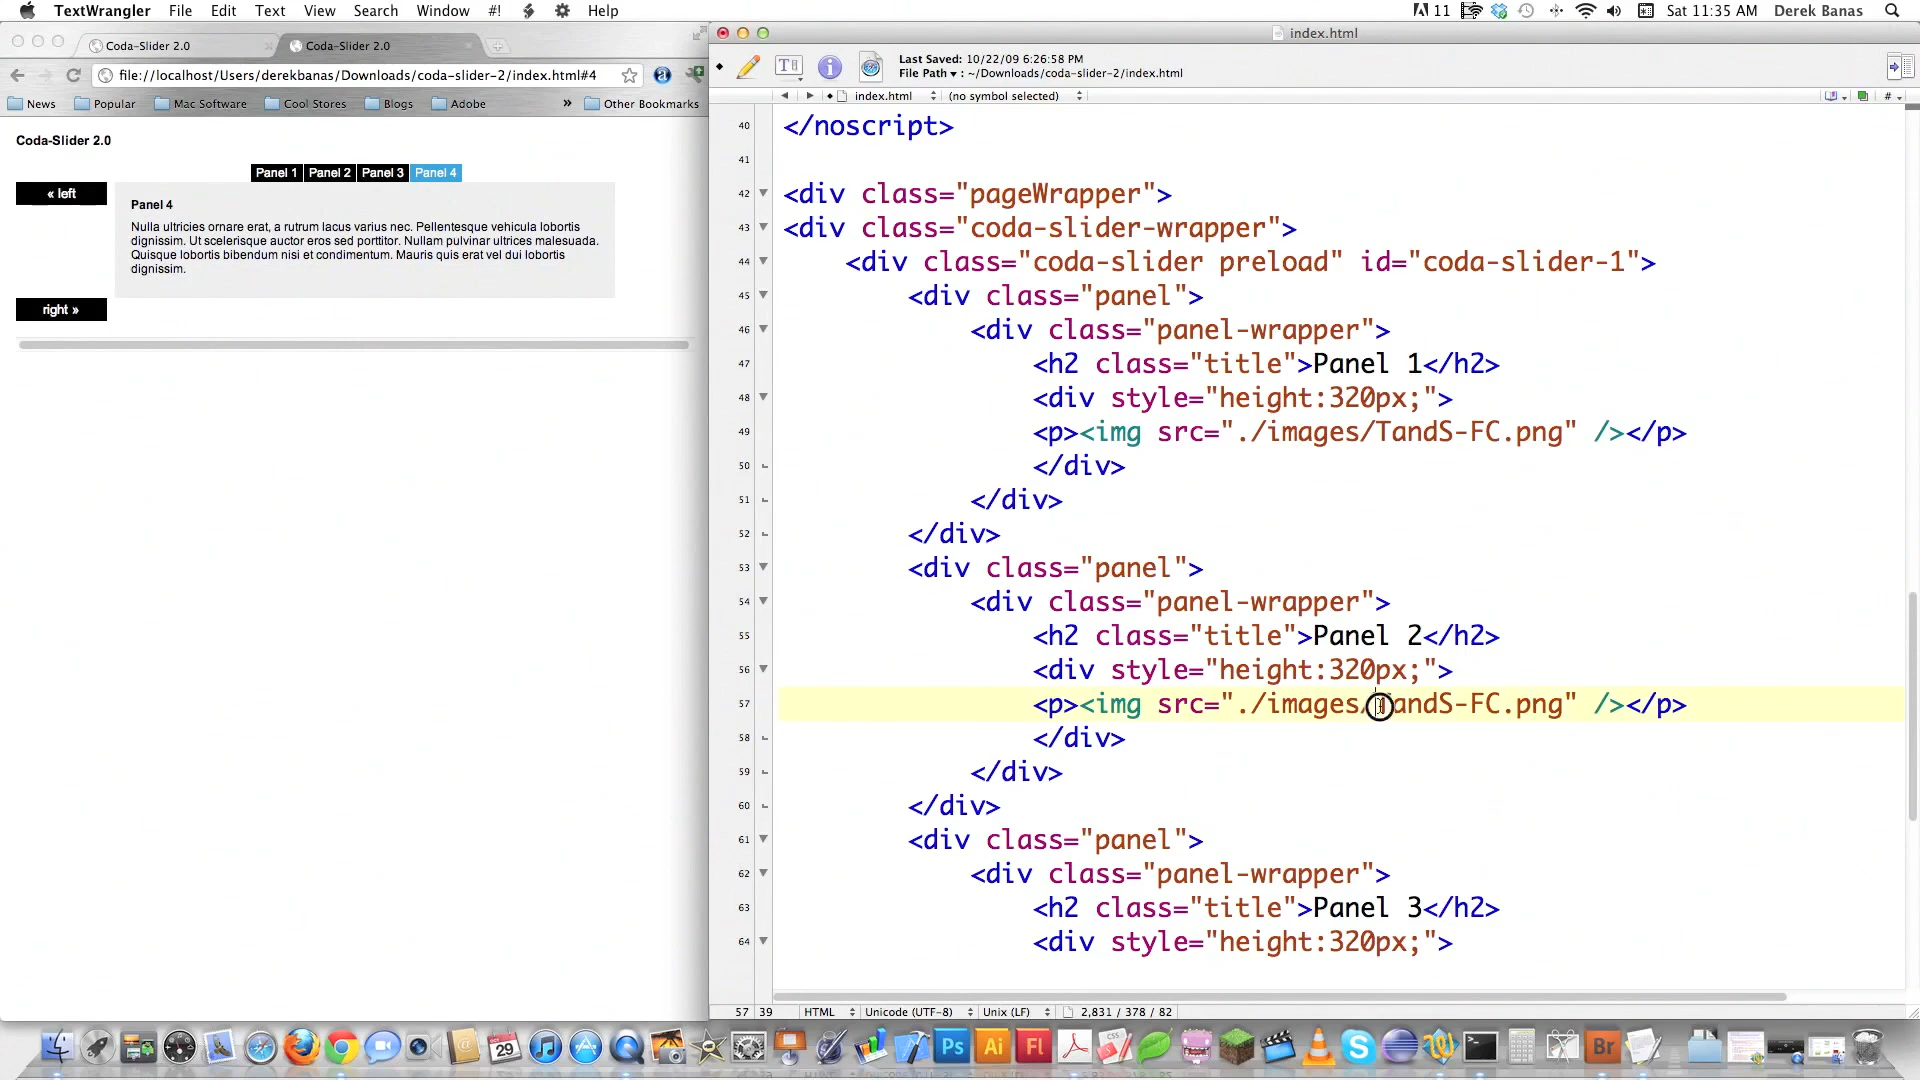 TextWrangler File Edit Text View Search Window #! Help
11 Sat 11:35 AM Derek Banas
Coda-Slider 2.0 Coda-Slider 2.0
file://localhost/Users/derekbanas/Downloads/coda-slider-2/index.html#4
News Popular Mac Software Cool Stores Blogs Adobe » Other Bookmarks
Coda-Slider 2.0
Panel 1 Panel 2 Panel 3 Panel 4
« left
Panel 4
Nulla ultricies ornare erat, a rutrum lacus varius nec. Pellentesque vehicula lobortis
dignissim. Ut scelerisque auctor eros sed porttitor. Nullam pulvinar ultrices malesuada.
Quisque lobortis bibendum nisi et condimentum. Mauris quis erat vel dui lobortis
dignissim.
right »
index.html
Last Saved: 10/22/09 6:26:58 PM
File Path : ~/Downloads/coda-slider-2/index.html
index.html (no symbol selected) #
40 </noscript>
41
42 <div class="pageWrapper">
43 <div class="coda-slider-wrapper">
44 <div class="coda-slider preload" id="coda-slider-1">
45 <div class="panel">
46 <div class="panel-wrapper">
47 <h2 class="title">Panel 1</h2>
48 <div style="height:320px;">
49 <p><img src="./images/TandS-FC.png" /></p>
50 </div>
51 </div>
52 </div>
53 <div class="panel">
54 <div class="panel-wrapper">
55 <h2 class="title">Panel 2</h2>
56 <div style="height:320px;">
57 <p><img src="./images/TandS-FC.png" /></p>
58 </div>
59 </div>
60 </div>
61 <div class="panel">
62 <div class="panel-wrapper">
63 <h2 class="title">Panel 3</h2>
64 <div style="height:320px;">
57 39 HTML Unicode (UTF-8) Unix (LF) 2,831 / 378 / 82
OCT 29 Ps Ai Fl Br